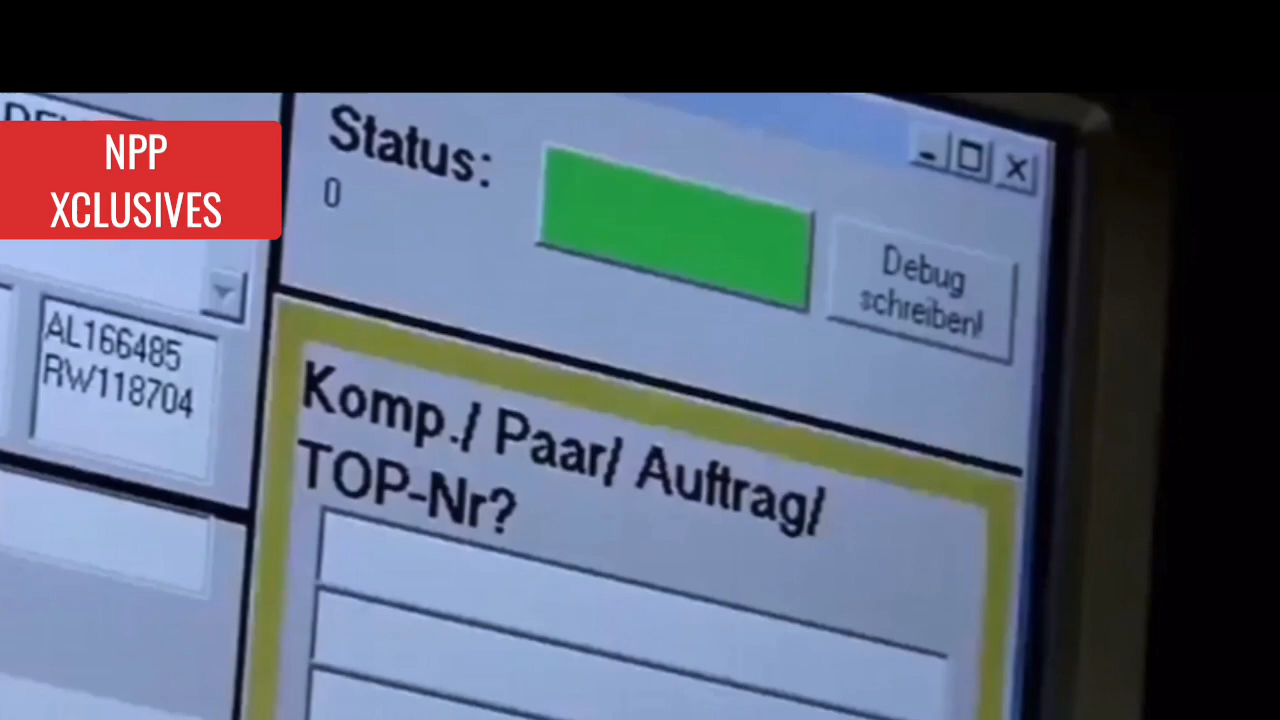 NPP
XCLUSIVES
Status:
0
Debug
schreiben!
AL166485
RW118704
Komp./ Paar/ Auftrag/
TOP-Nr?